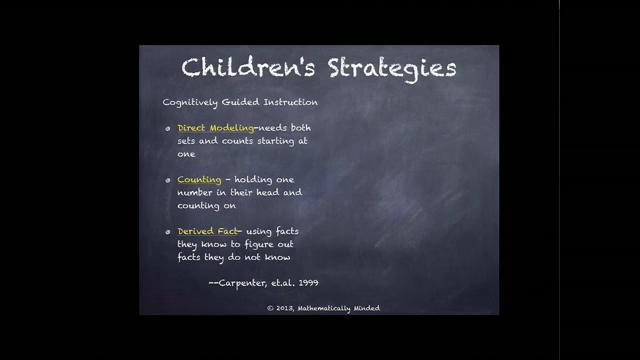 Children's Strategies
Cognitively Guided Instruction
Direct Modeling-needs both
sets and counts starting at
one
Counting - holding one
number in their head and
counting on
Derived Fact- using facts
they know to figure out
facts they do not know
--Carpenter, et.al. 1999
© 2013, Mathematically Minded